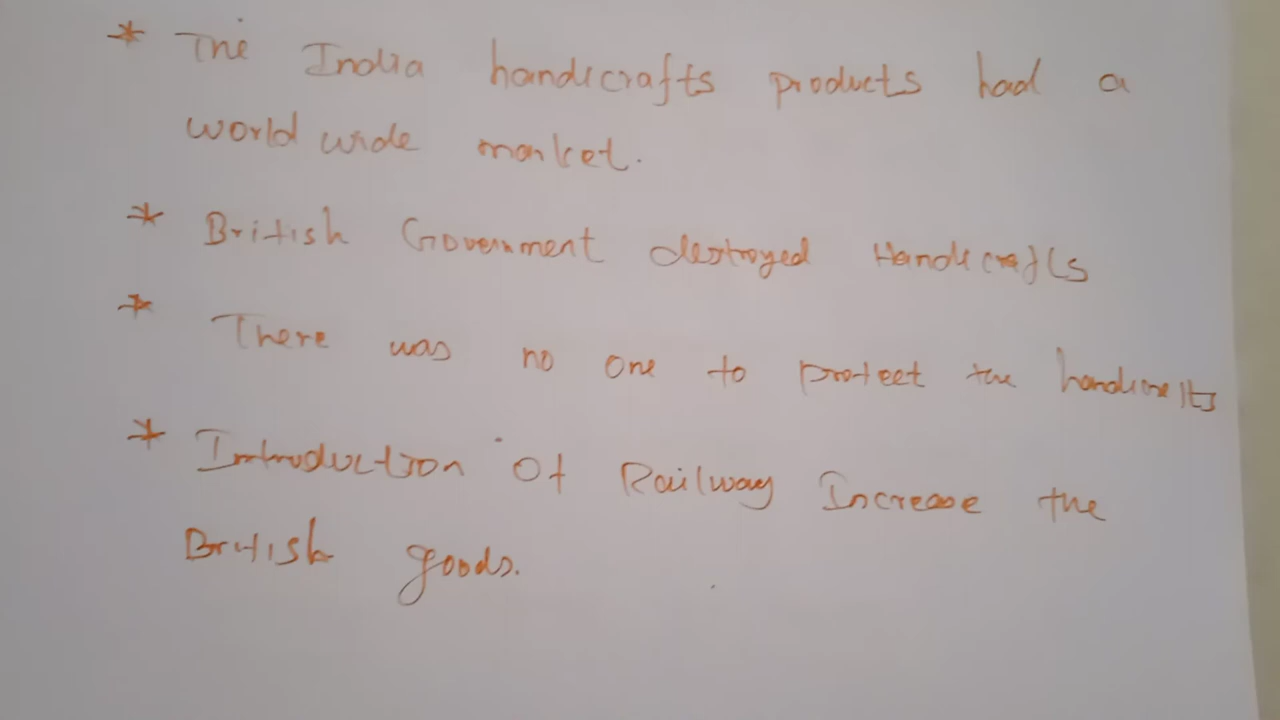 * The India handicrafts products had a
world wide market.
* British Government destroyed Handicrafts
* There was no one to protect the handicrafts
* Introduction Of Railway Increase the
British goods.